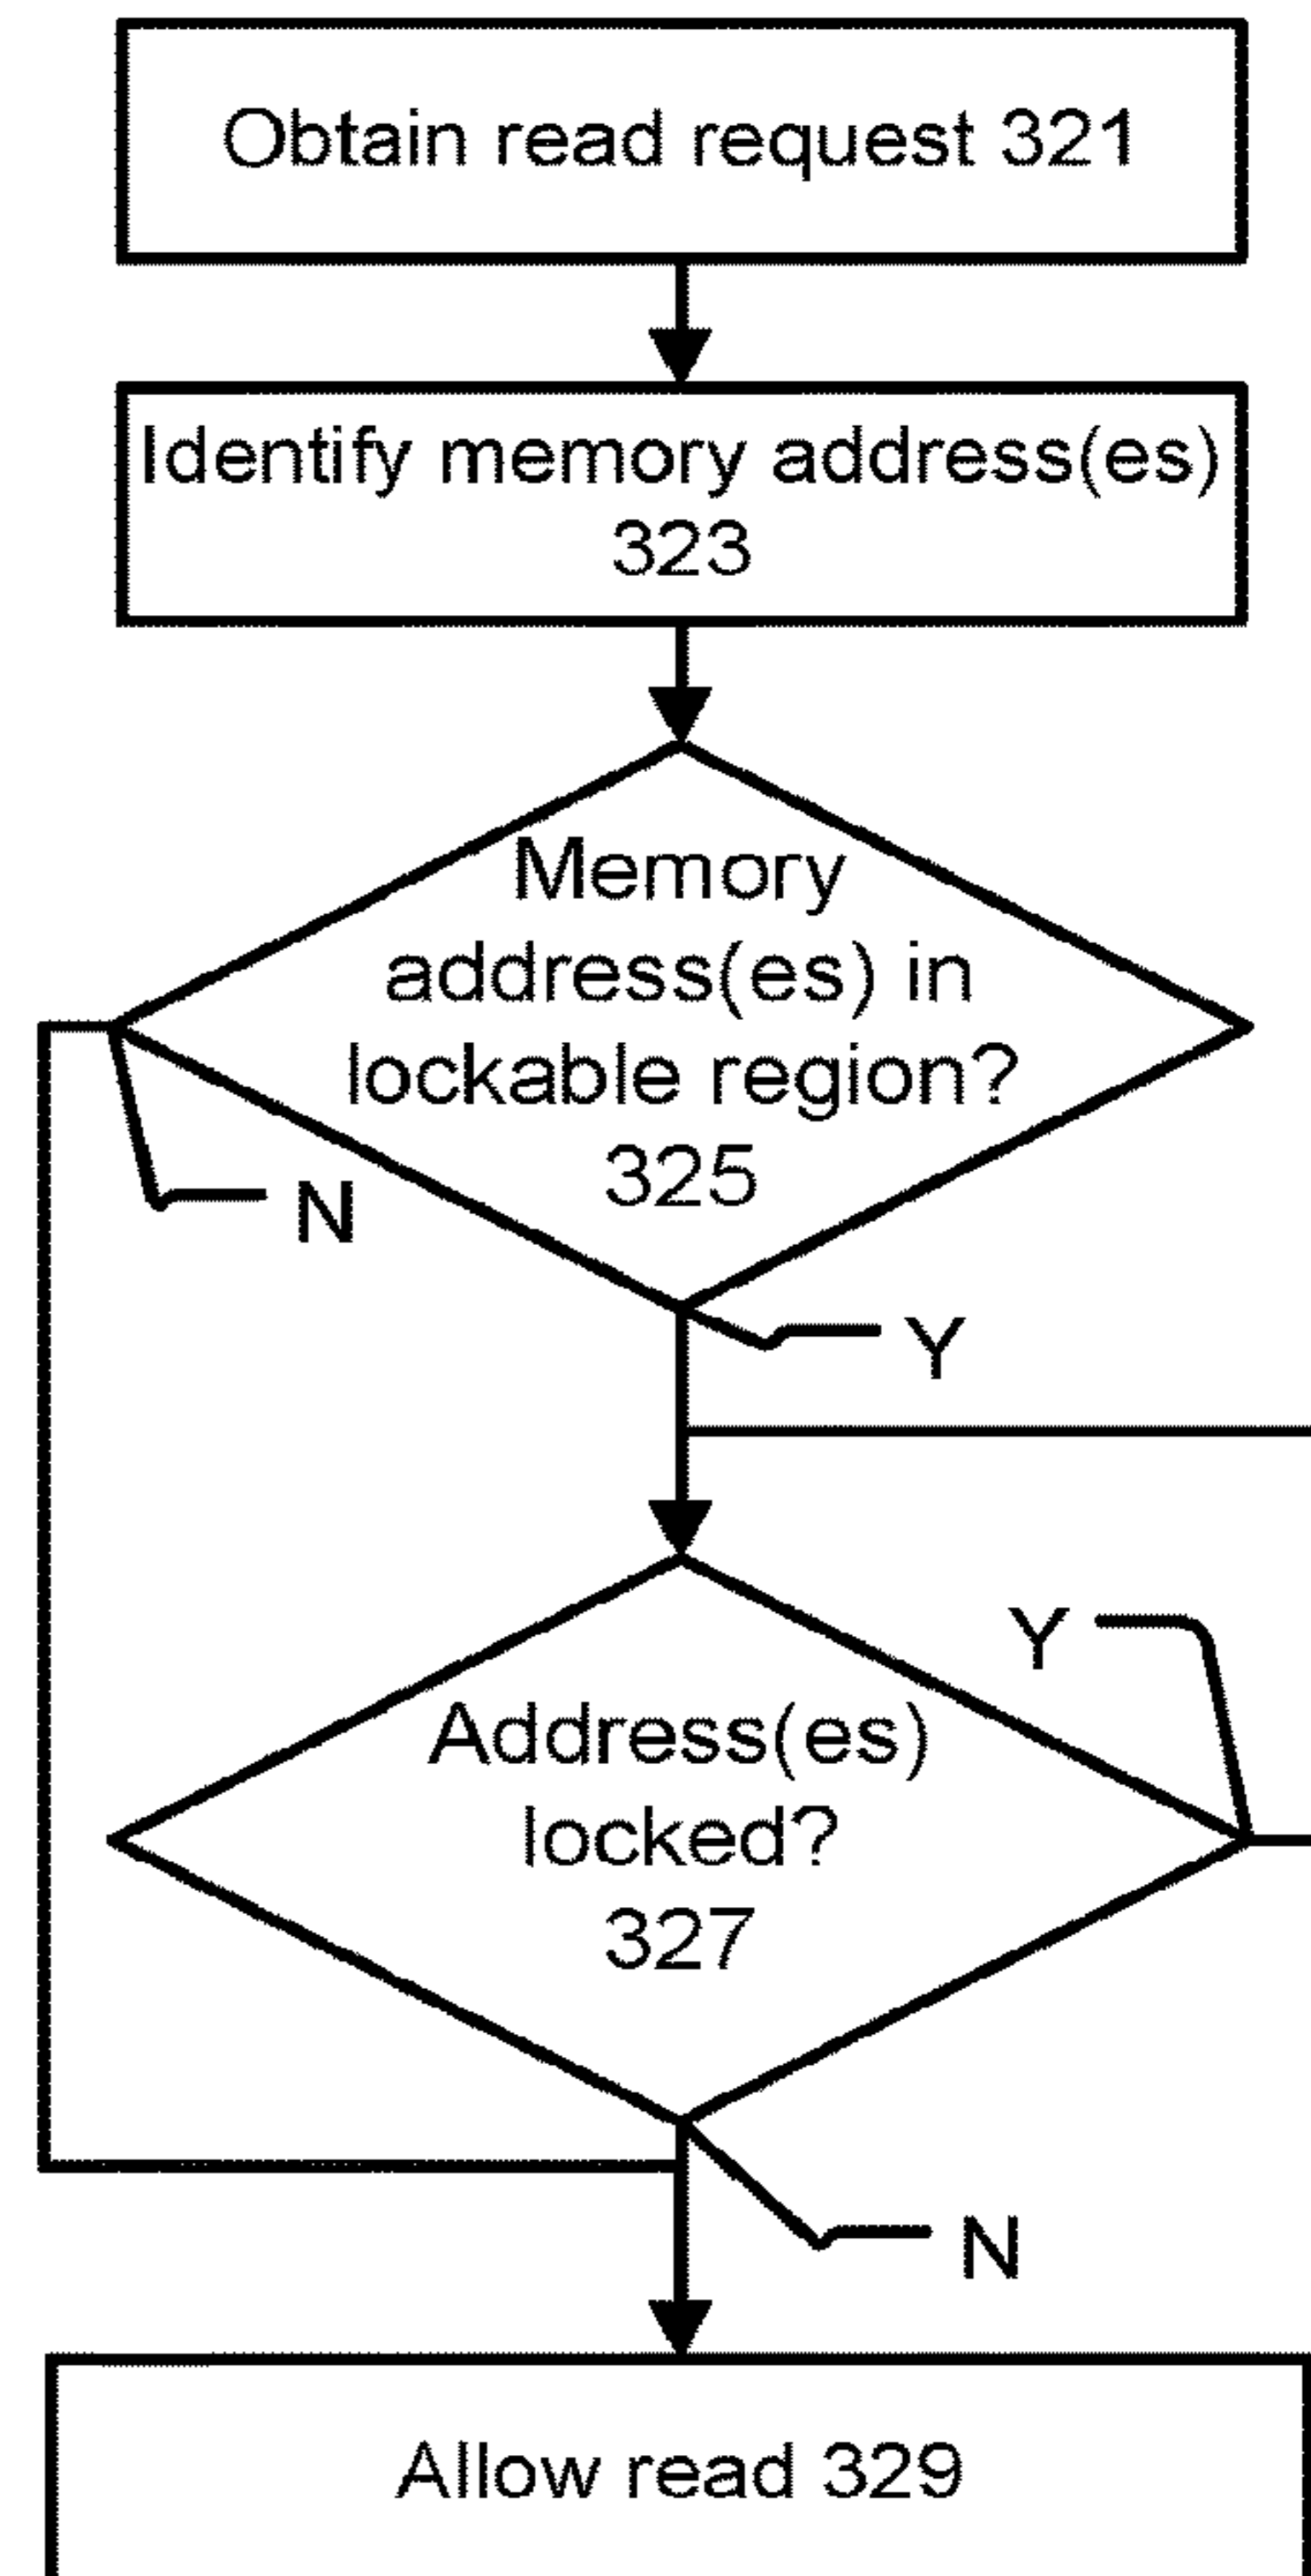 Obtain read request 321
Identify memory address(es)
323
Memory
address(es) in
lockable region?
325
N
Y
Y
Address(es)
locked?
327
N
Allow read 329